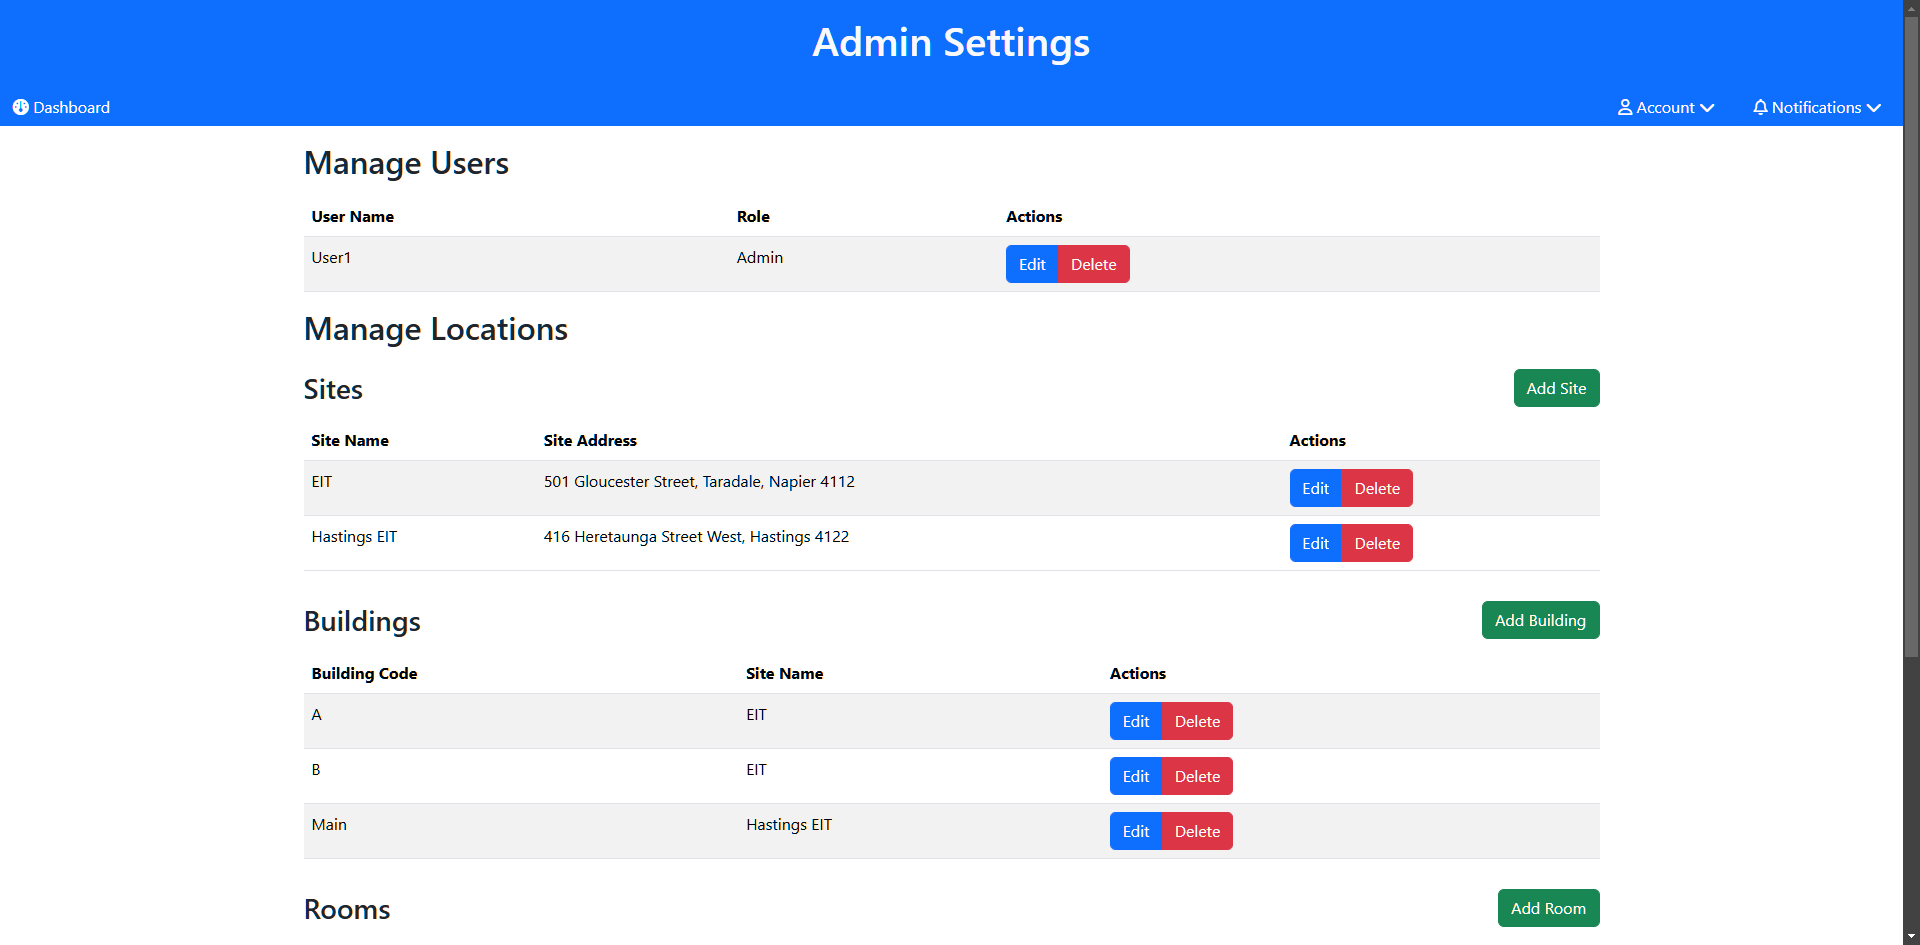 Admin Settings
Dashboard Account Notifications
Manage Users
User Name Role Actions
User1 Admin Edit Delete
Manage Locations
Sites Add Site
Site Name Site Address Actions
EIT 501 Gloucester Street, Taradale, Napier 4112 Edit Delete
Hastings EIT 416 Heretaunga Street West, Hastings 4122 Edit Delete
Buildings Add Building
Building Code Site Name Actions
A EIT Edit Delete
B EIT Edit Delete
Main Hastings EIT Edit Delete
Rooms Add Room